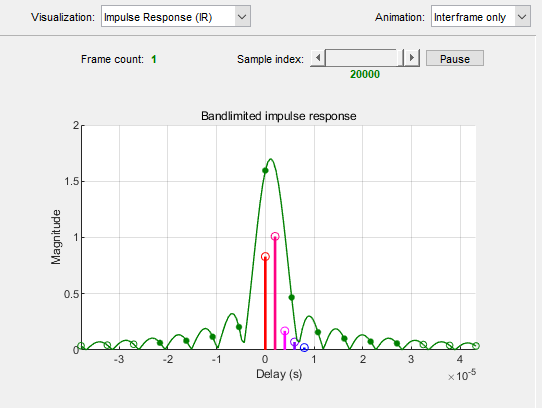 Visualization: Impulse Response (IR) Animation: Interframe only
Frame count: 1 Sample index: Pause
20000
Bandlimited impulse response
2
1.5
1
0.5
0
Magnitude
-3 -2 -1 0 1 2 3 4
Delay (s) ×10^-5